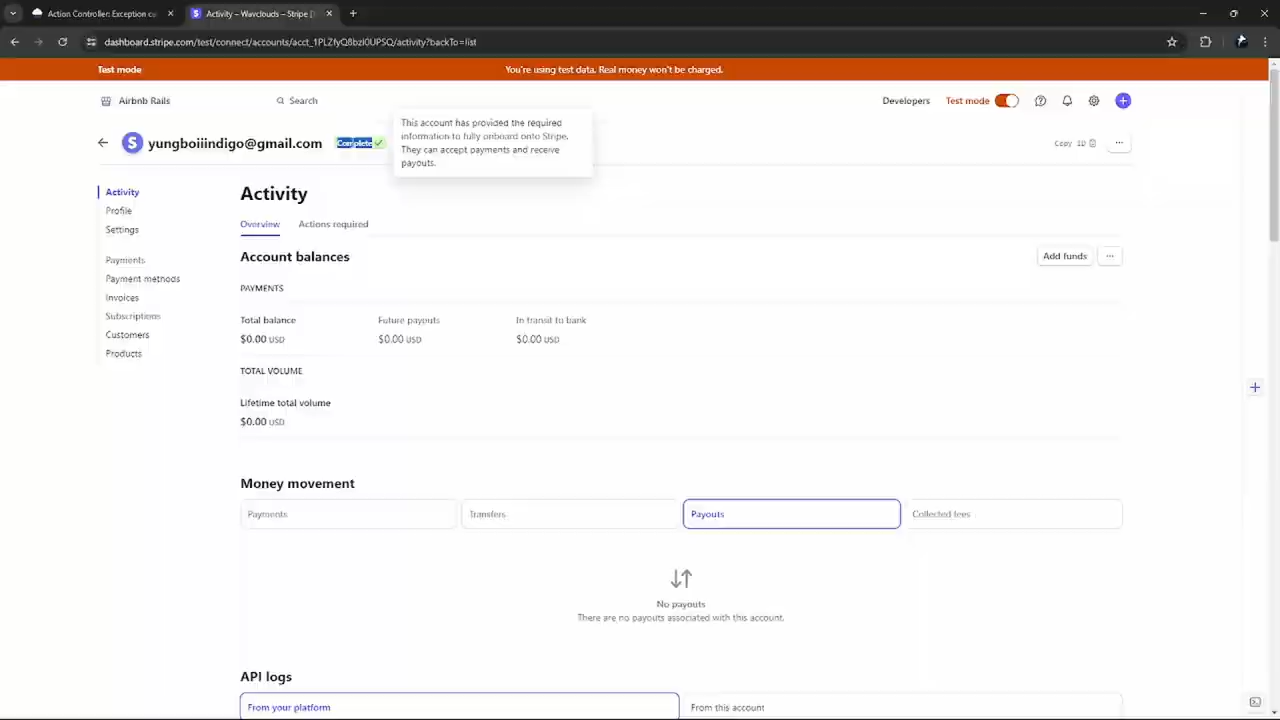 Action Controller: Exception ca
Activity – Wavclouds – Stripe [
dashboard.stripe.com/test/connect/accounts/acct_1PLZfyQ8bzl0UPSQ/activity?backTo=list
Test mode
You're using test data. Real money won't be charged.
Airbnb Rails
Search
Developers
Test mode
yungboiiindigo@gmail.com
Complete
This account has provided the required
information to fully onboard onto Stripe.
They can accept payments and receive
payouts.
Copy ID
Activity
Profile
Settings
Payments
Payment methods
Invoices
Subscriptions
Customers
Products
Activity
Overview
Actions required
Account balances
Add funds
PAYMENTS
Total balance
Future payouts
In transit to bank
$0.00 USD
$0.00 USD
$0.00 USD
TOTAL VOLUME
Lifetime total volume
$0.00 USD
Money movement
Payments
Transfers
Payouts
Collected fees
No payouts
There are no payouts associated with this account.
API logs
From your platform
From this account